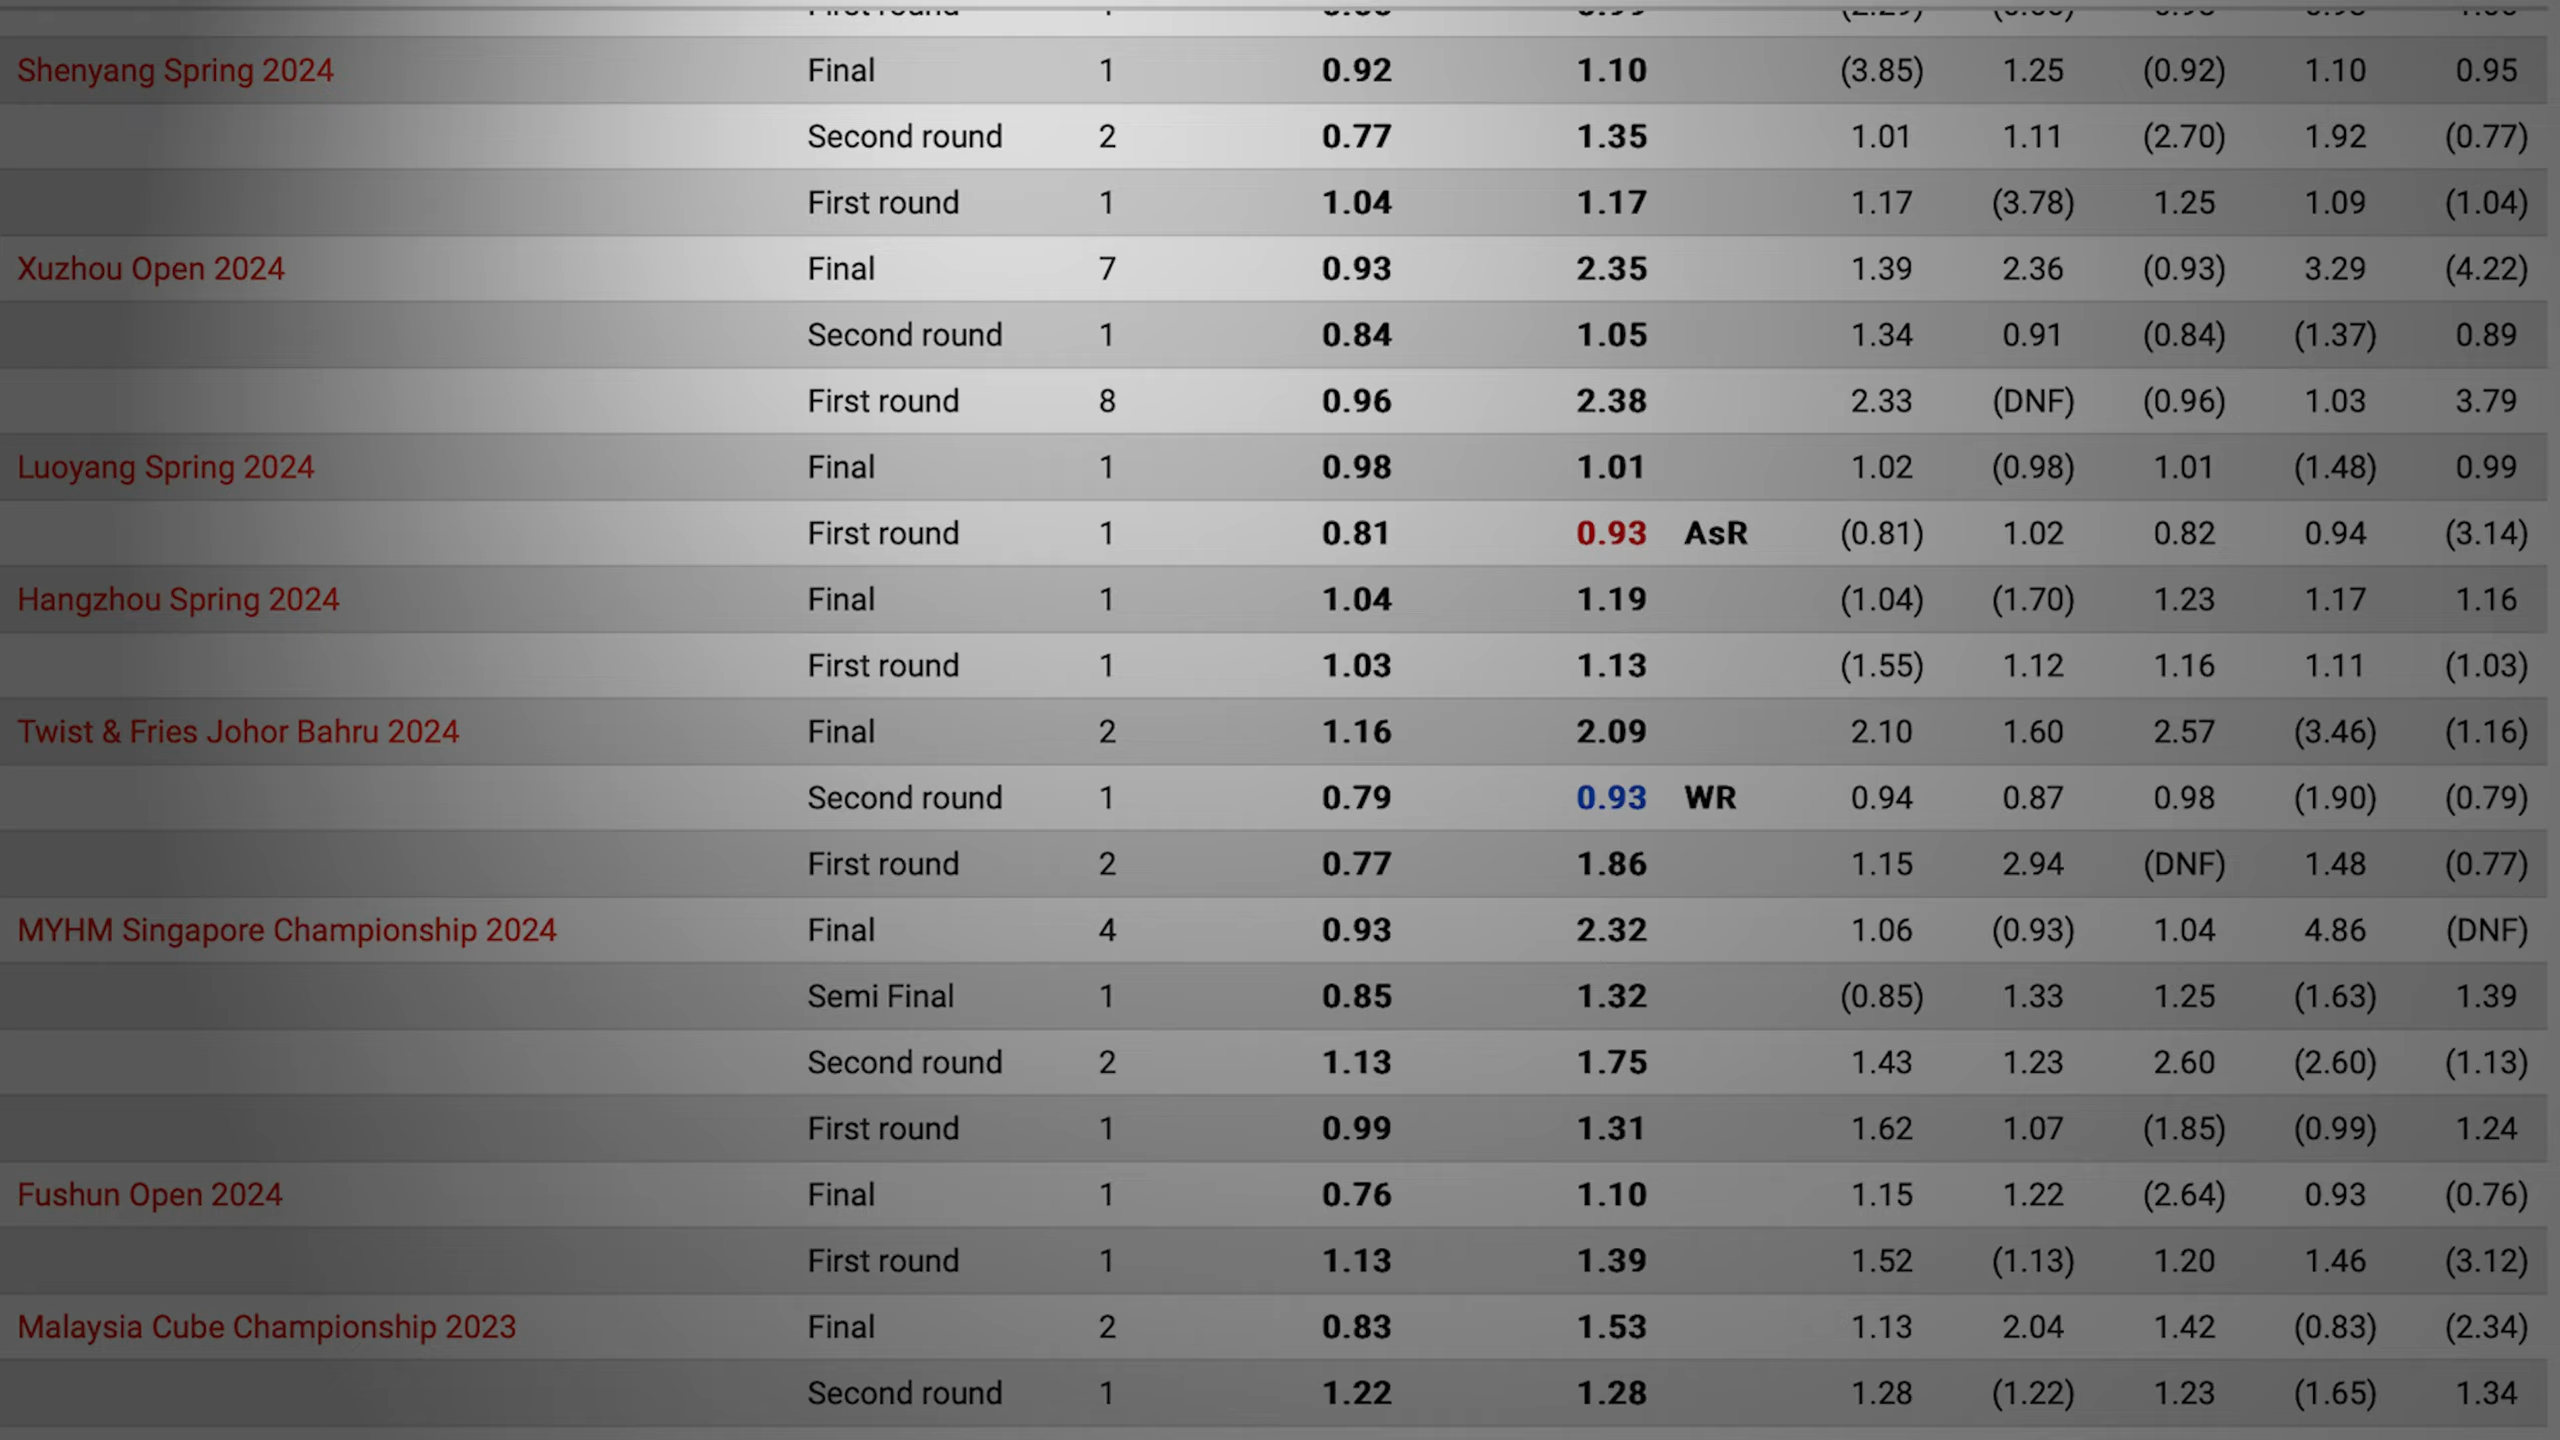 First round
Shenyang Spring 2024 Final 1 0.92 1.10 (3.85) 1.25 (0.92) 1.10 0.95
Second round 2 0.77 1.35 1.01 1.11 (2.70) 1.92 (0.77)
First round 1 1.04 1.17 1.17 (3.78) 1.25 1.09 (1.04)
Xuzhou Open 2024 Final 7 0.93 2.35 1.39 2.36 (0.93) 3.29 (4.22)
Second round 1 0.84 1.05 1.34 0.91 (0.84) (1.37) 0.89
First round 8 0.96 2.38 2.33 (DNF) (0.96) 1.03 3.79
Luoyang Spring 2024 Final 1 0.98 1.01 1.02 (0.98) 1.01 (1.48) 0.99
First round 1 0.81 0.93 AsR (0.81) 1.02 0.82 0.94 (3.14)
Hangzhou Spring 2024 Final 1 1.04 1.19 (1.04) (1.70) 1.23 1.17 1.16
First round 1 1.03 1.13 (1.55) 1.12 1.16 1.11 (1.03)
Twist & Fries Johor Bahru 2024 Final 2 1.16 2.09 2.10 1.60 2.57 (3.46) (1.16)
Second round 1 0.79 0.93 WR 0.94 0.87 0.98 (1.90) (0.79)
First round 2 0.77 1.86 1.15 2.94 (DNF) 1.48 (0.77)
MYHM Singapore Championship 2024 Final 4 0.93 2.32 1.06 (0.93) 1.04 4.86 (DNF)
Semi Final 1 0.85 1.32 (0.85) 1.33 1.25 (1.63) 1.39
Second round 2 1.13 1.75 1.43 1.23 2.60 (2.60) (1.13)
First round 1 0.99 1.31 1.62 1.07 (1.85) (0.99) 1.24
Fushun Open 2024 Final 1 0.76 1.10 1.15 1.22 (2.64) 0.93 (0.76)
First round 1 1.13 1.39 1.52 (1.13) 1.20 1.46 (3.12)
Malaysia Cube Championship 2023 Final 2 0.83 1.53 1.13 2.04 1.42 (0.83) (2.34)
Second round 1 1.22 1.28 1.28 (1.22) 1.23 (1.65) 1.34